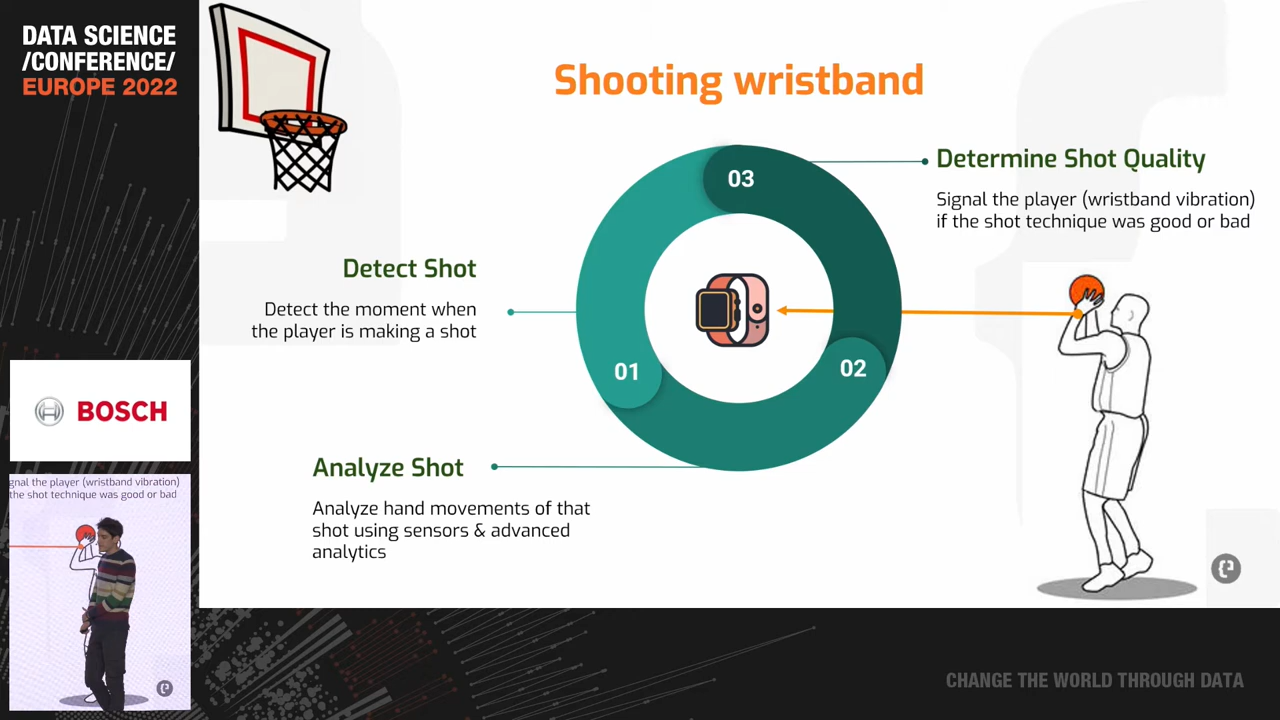 DATA SCIENCE
/CONFERENCE/
EUROPE 2022
Shooting wristband
03
Determine Shot Quality
Signal the player (wristband vibration)
if the shot technique was good or bad
Detect Shot
Detect the moment when
the player is making a shot
01
02
Analyze Shot
Analyze hand movements of that
shot using sensors & advanced
analytics
BOSCH
gnal the player (wristband vibration)
the shot technique was good or bad
CHANGE THE WORLD THROUGH DATA